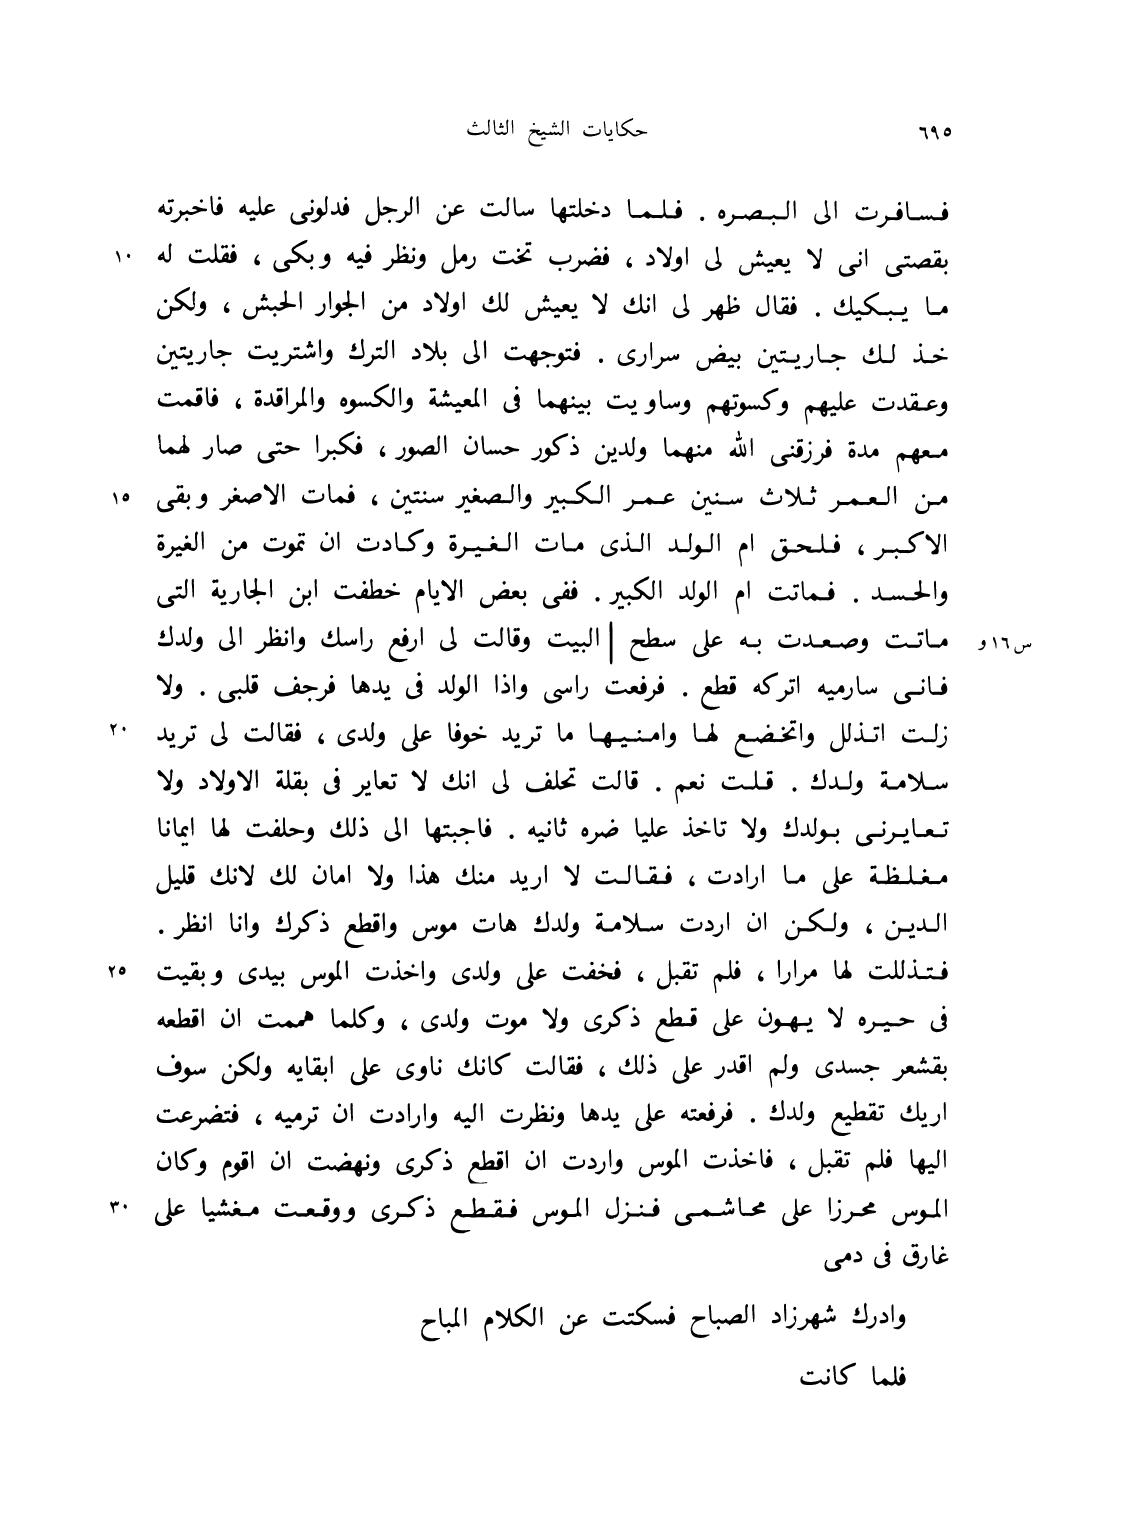 ٦٩٥ حكايات الشيخ الثالث
فسافرت الى البصره . فلما دخلتها سالت عن الرجل فدلونى عليه فاخبرته
بقصتى انى لا يعيش لى اولاد ، فضرب تخت رمل ونظر فيه وبكى ، فقلت له ١٠
ما يبكيك . فقال ظهر لى انك لا يعيش لك اولاد من الجوار الحبش ، ولكن
خذ لك جاريتين بيض سرارى . فتوجهت الى بلاد الترك واشتريت جاريتين
وعقدت عليهم وكسوتهم وساويت بينهما فى المعيشة والكسوه والمراقدة ، فاقمت
معهم مدة فرزقنى الله منهما ولدين ذكور حسان الصور ، فكبرا حتى صار لهما
من العمر ثلاث سنين عمر الكبير والصغير سنتين ، فمات الاصغر وبقى ١٥
الاكبر ، فلحق ام الولد الذى مات الغيرة وكادت ان تموت من الغيرة
والحسد . فماتت ام الولد الكبير . ففى بعض الايام خطفت ابن الجارية التى
س١٦و ماتت وصعدت به على سطح | البيت وقالت لى ارفع راسك وانظر الى ولدك
فانى سارميه اتركه قطع . فرفعت راسى واذا الولد فى يدها فرجف قلبى . ولا
زلت اتذلل واتخضع لها وامنيها ما تريد خوفا على ولدى ، فقالت لى تريد ٢٠
سلامة ولدك . قلت نعم . قالت تحلف لى انك لا تعاير فى بقلة الاولاد ولا
تعايرنى بولدك ولا تاخذ عليا ضره ثانيه . فاجبتها الى ذلك وحلفت لها ايمانا
مغلظة على ما ارادت ، فقالت لا اريد منك هذا ولا امان لك لانك قليل
الدين ، ولكن ان اردت سلامة ولدك هات موس واقطع ذكرك وانا انظر .
فتذللت لها مرارا ، فلم تقبل ، فخفت على ولدى واخذت الموس بيدى وبقيت ٢٥
فى حيره لا يهون على قطع ذكرى ولا موت ولدى ، وكلما هممت ان اقطعه
بقشعر جسدى ولم اقدر على ذلك ، فقالت كانك ناوى على ابقايه ولكن سوف
اريك تقطيع ولدك . فرفعته على يدها ونظرت اليه وارادت ان ترميه ، فتضرعت
اليها فلم تقبل ، فاخذت الموس واردت ان اقطع ذكرى ونهضت ان اقوم وكان
الموس محرزا على محاشمى فنزل الموس فقطع ذكرى ووقعت مغشيا على ٣٠
غارق فى دمى
وادرك شهرزاد الصباح فسكتت عن الكلام المباح
فلما كانت